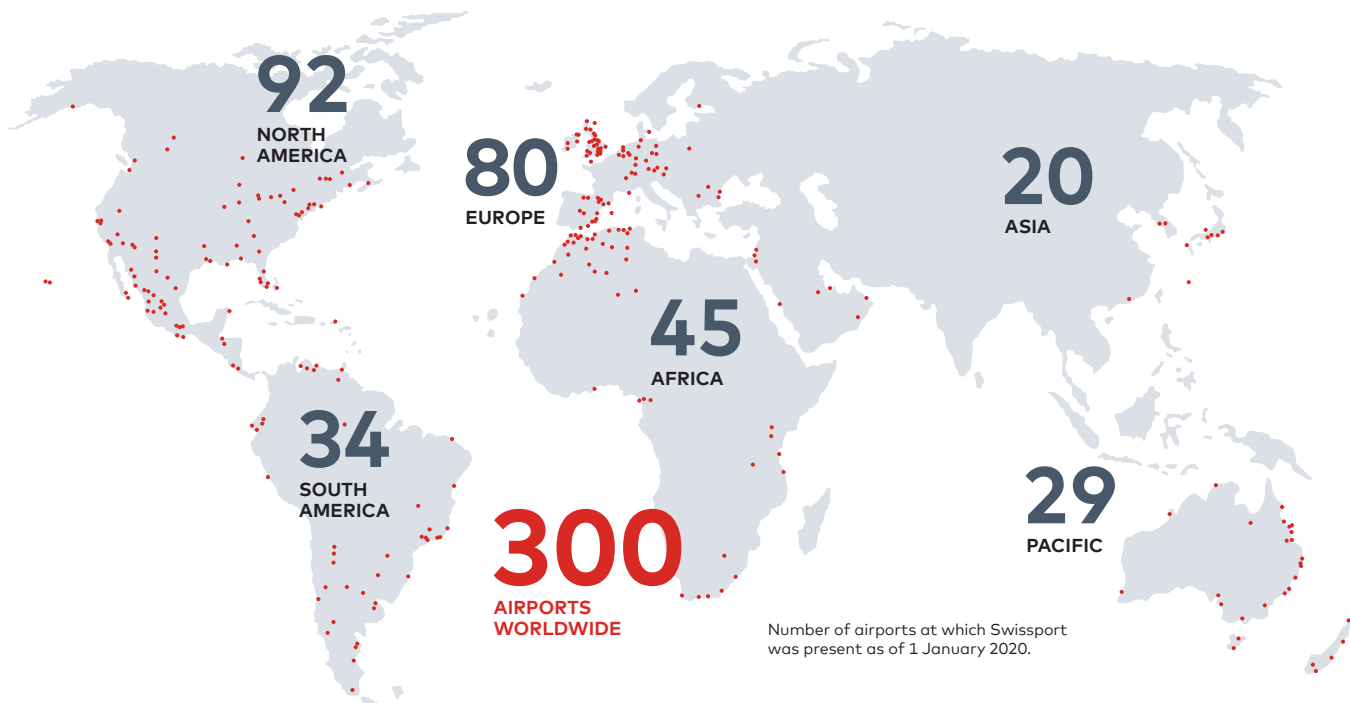 92
NORTH
AMERICA
80
EUROPE
20
ASIA
45
AFRICA
34
SOUTH
AMERICA
29
PACIFIC
300
AIRPORTS
WORLDWIDE
Number of airports at which Swissport
was present as of 1 January 2020.